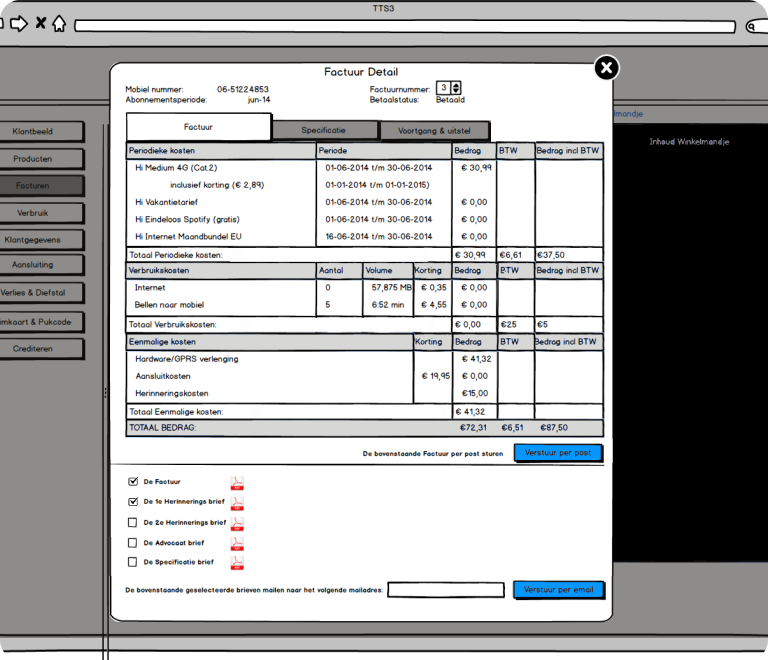 TTS3
Factuur Detail
Mobiel nummer: 06-51224853 Factuurnummer: 3
Abonnementsperiode: jun-14 Betaalstatus: Betaald
Factuur Specificatie Voortgang & uitstel
Periodieke kosten Periode Bedrag BTW Bedrag incl BTW
Hi Medium 4G (Cat.2) 01-06-2014 t/m 30-06-2014 € 30,99
inclusief korting (€ 2,89) 01-01-2014 t/m 01-01-2015)
Hi Vakantietarief 01-06-2014 t/m 30-06-2014 € 0,00
Hi Eindeloos Spotify (gratis) 01-06-2014 t/m 30-06-2014 € 0,00
Hi Internet Maandbundel EU 16-06-2014 t/m 30-06-2014 € 0,00
Totaal Periodieke kosten: € 30,99 €6,61 €37,50
Verbruikskosten Aantal Volume Korting Bedrag BTW Bedrag incl BTW
Internet 0 57,875 MB € 0,35 € 0,00
Bellen naar mobiel 5 6:52 min € 4,55 € 0,00
Totaal Verbruikskosten: € 0,00 €25 €5
Eenmalige kosten Korting Bedrag BTW Bedrag incl BTW
Hardware/GPRS verlenging € 41,32
Aansluitkosten € 19,95 € 0,00
Herinneringskosten €15,00
Totaal Eenmalige kosten: € 41,32
TOTAAL BEDRAG: €72,31 €6,51 €87,50
De bovenstaande Factuur per post sturen Verstuur per post
De Factuur
De 1e Herinnerings brief
De 2e Herinnerings brief
De Advocaat brief
De Specificatie brief
De bovenstaande geselecteerde brieven mailen naar het volgende mailadres: Verstuur per email
Klantbeeld
Producten
Facturen
Verbruik
Klantgegevens
Aansluiting
Verlies & Diefstal
imkaart & Pukcode
Crediteren
mandje
Inhoud Winkelmandje